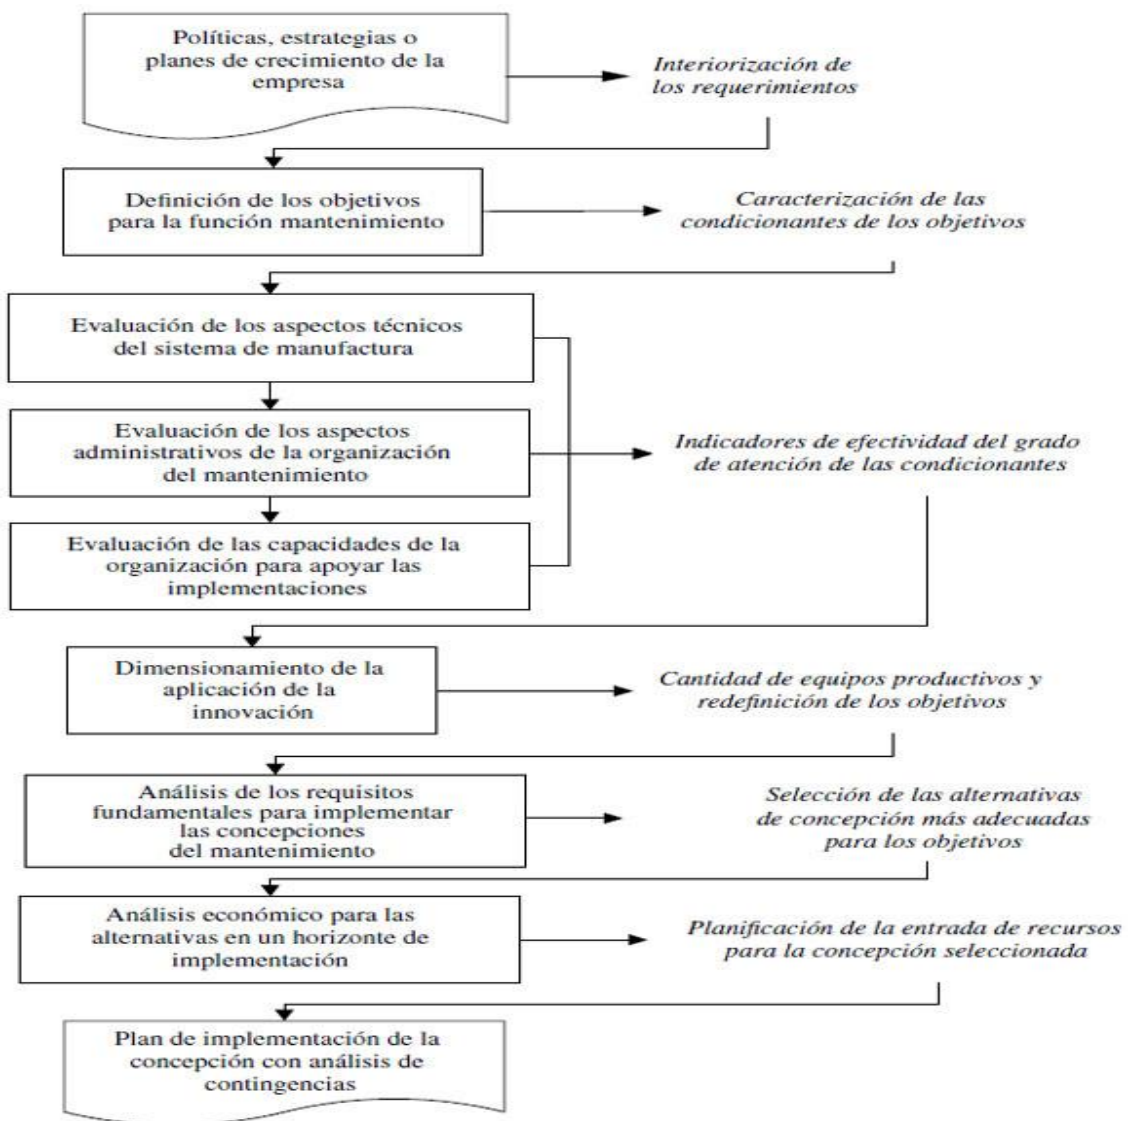 Políticas, estrategias o
planes de crecimiento de la
empresa
Interiorización de
los requerimientos
Definición de los objetivos
para la función mantenimiento
Caracterización de las
condicionantes de los objetivos
Evaluación de los aspectos técnicos
del sistema de manufactura
Evaluación de los aspectos
administrativos de la organización
del mantenimiento
Indicadores de efectividad del grado
de atención de las condicionantes
Evaluación de las capacidades de la
organización para apoyar las
implementaciones
Dimensionamiento de la
aplicación de la
innovación
Cantidad de equipos productivos y
redefinición de los objetivos
Análisis de los requisitos
fundamentales para implementar
las concepciones
del mantenimiento
Selección de las alternativas
de concepción más adecuadas
para los objetivos
Análisis económico para las
alternativas en un horizonte de
implementación
Planificación de la entrada de recursos
para la concepción seleccionada
Plan de implementación de la
concepción con análisis de
contingencias